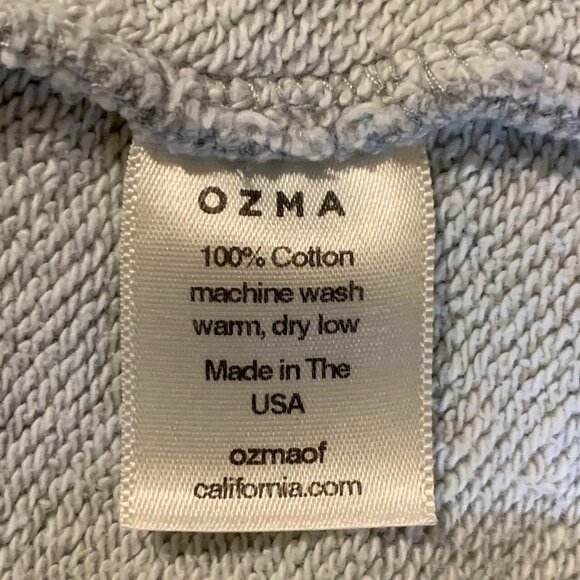 OZMA
100% Cotton
machine wash
warm, dry low
Made in The
USA
ozmaof
california.com